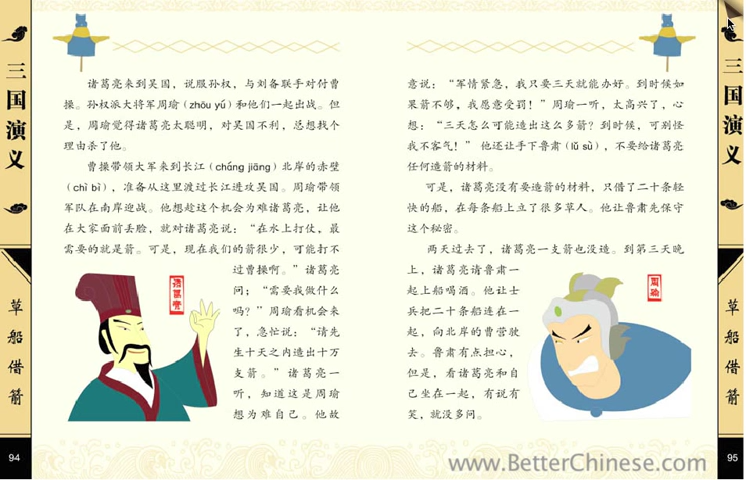 三国演义
草船借箭
94
诸葛亮来到吴国，说服孙权，与刘备联手对付曹
操。孙权派大将军周瑜（zhōu yú）和他们一起出战。但
是，周瑜觉得诸葛亮太聪明，对吴国不利，总想找个
理由杀了他。
曹操带领大军来到长江（cháng jiāng）北岸的赤壁
（chì bì），准备从这里渡过长江进攻吴国。周瑜带领
军队在南岸迎战。他想趁这个机会为难诸葛亮，让他
在大家面前丢脸，就对诸葛亮说：“在水上打仗，最
需要的就是箭。可是，现在我们的箭很少，可能打不
过曹操啊。”诸葛亮
问：“需要我做什么
吗？”周瑜看机会来
了，急忙说：“请先
生十天之内造出十万
支箭。”诸葛亮一
听，知道这是周瑜
想为难自己。他故
诸葛亮
意说：“军情紧急，我只要三天就能办好。到时候如
果箭不够，我愿意受罚！”周瑜一听，太高兴了，心
想：“三天怎么可能造出这么多箭？到时候，可别怪
我不客气！” 他还让手下鲁肃（lǔ sù），不要给诸葛亮
任何造箭的材料。
可是，诸葛亮没有要造箭的材料，只借了二十条轻
快的船，在每条船上立了很多草人。他让鲁肃先保守
这个秘密。
两天过去了，诸葛亮一支箭也没造。到第三天晚
上，诸葛亮请鲁肃一
起上船喝酒。他让士
兵把二十条船连在一
起，向北岸的曹营驶
去。鲁肃有点担心，
但是，看诸葛亮和自
己坐在一起，有说有
笑，就没多问。
周瑜
三国演义
草船借箭
95
www.BetterChinese.com